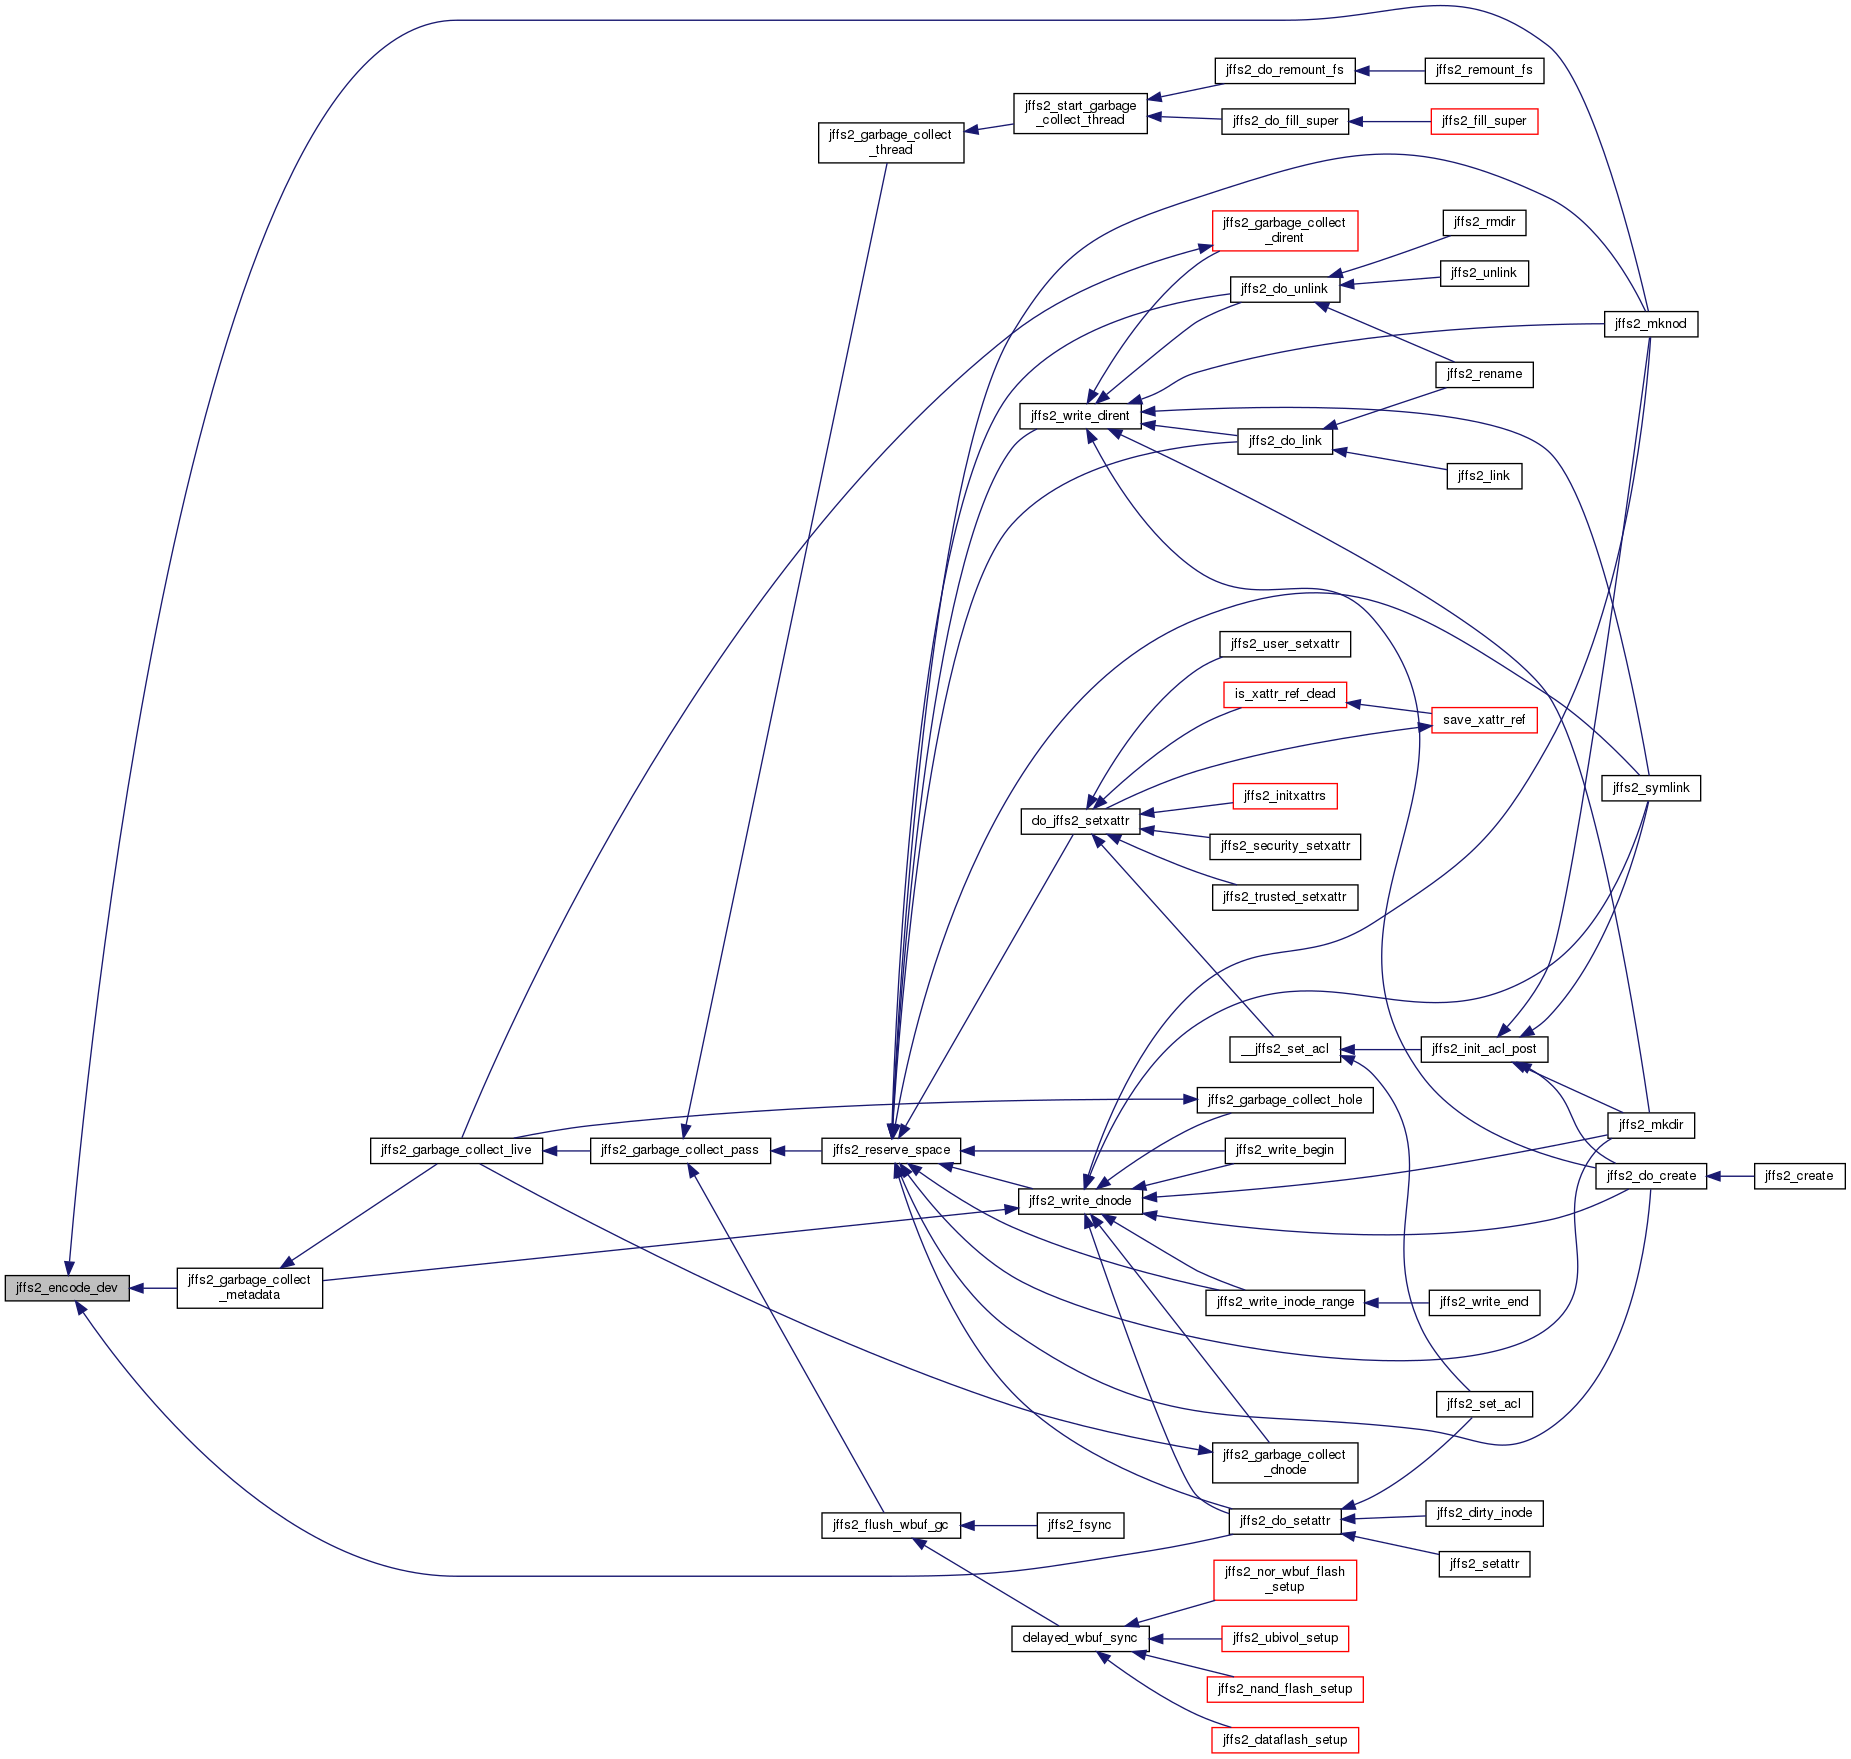 jffs2_do_remount_fs
jffs2_remount_fs
jffs2_start_garbage
_collect_thread
jffs2_do_fill_super
jffs2_fill_super
jffs2_garbage_collect
_thread
jffs2_garbage_collect
_dirent
jffs2_rmdir
jffs2_unlink
jffs2_do_unlink
jffs2_mknod
jffs2_rename
jffs2_write_dirent
jffs2_do_link
jffs2_link
jffs2_user_setxattr
is_xattr_ref_dead
save_xattr_ref
jffs2_symlink
jffs2_initxattrs
do_jffs2_setxattr
jffs2_security_setxattr
jffs2_trusted_setxattr
__jffs2_set_acl
jffs2_init_acl_post
jffs2_garbage_collect_hole
jffs2_mkdir
jffs2_garbage_collect_live
jffs2_garbage_collect_pass
jffs2_reserve_space
jffs2_write_begin
jffs2_do_create
jffs2_create
jffs2_write_dnode
jffs2_encode_dev
jffs2_garbage_collect
_metadata
jffs2_write_inode_range
jffs2_write_end
jffs2_set_acl
jffs2_garbage_collect
_dnode
jffs2_flush_wbuf_gc
jffs2_fsync
jffs2_do_setattr
jffs2_dirty_inode
jffs2_setattr
jffs2_nor_wbuf_flash
_setup
delayed_wbuf_sync
jffs2_ubivol_setup
jffs2_nand_flash_setup
jffs2_dataflash_setup